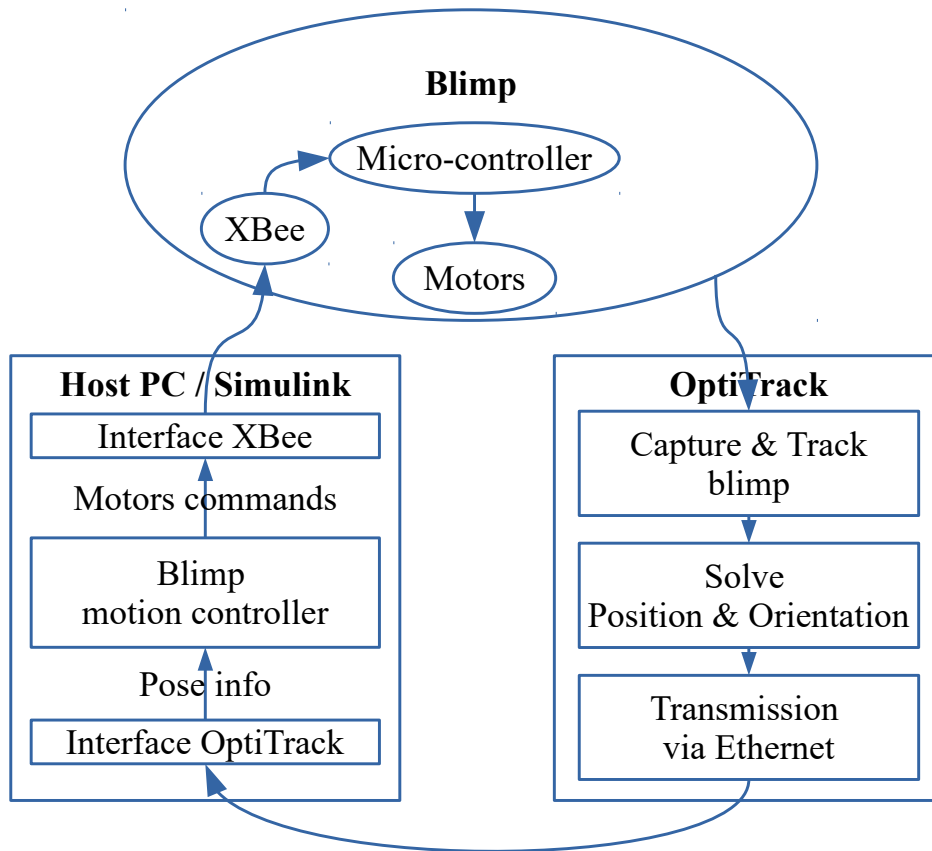 Blimp
Micro-controller
XBee
Motors
Host PC / Simulink
Interface XBee
Motors commands
Blimp
motion controller
Pose info
Interface OptiTrack
OptiTrack
Capture & Track
blimp
Solve
Position & Orientation
Transmission
via Ethernet